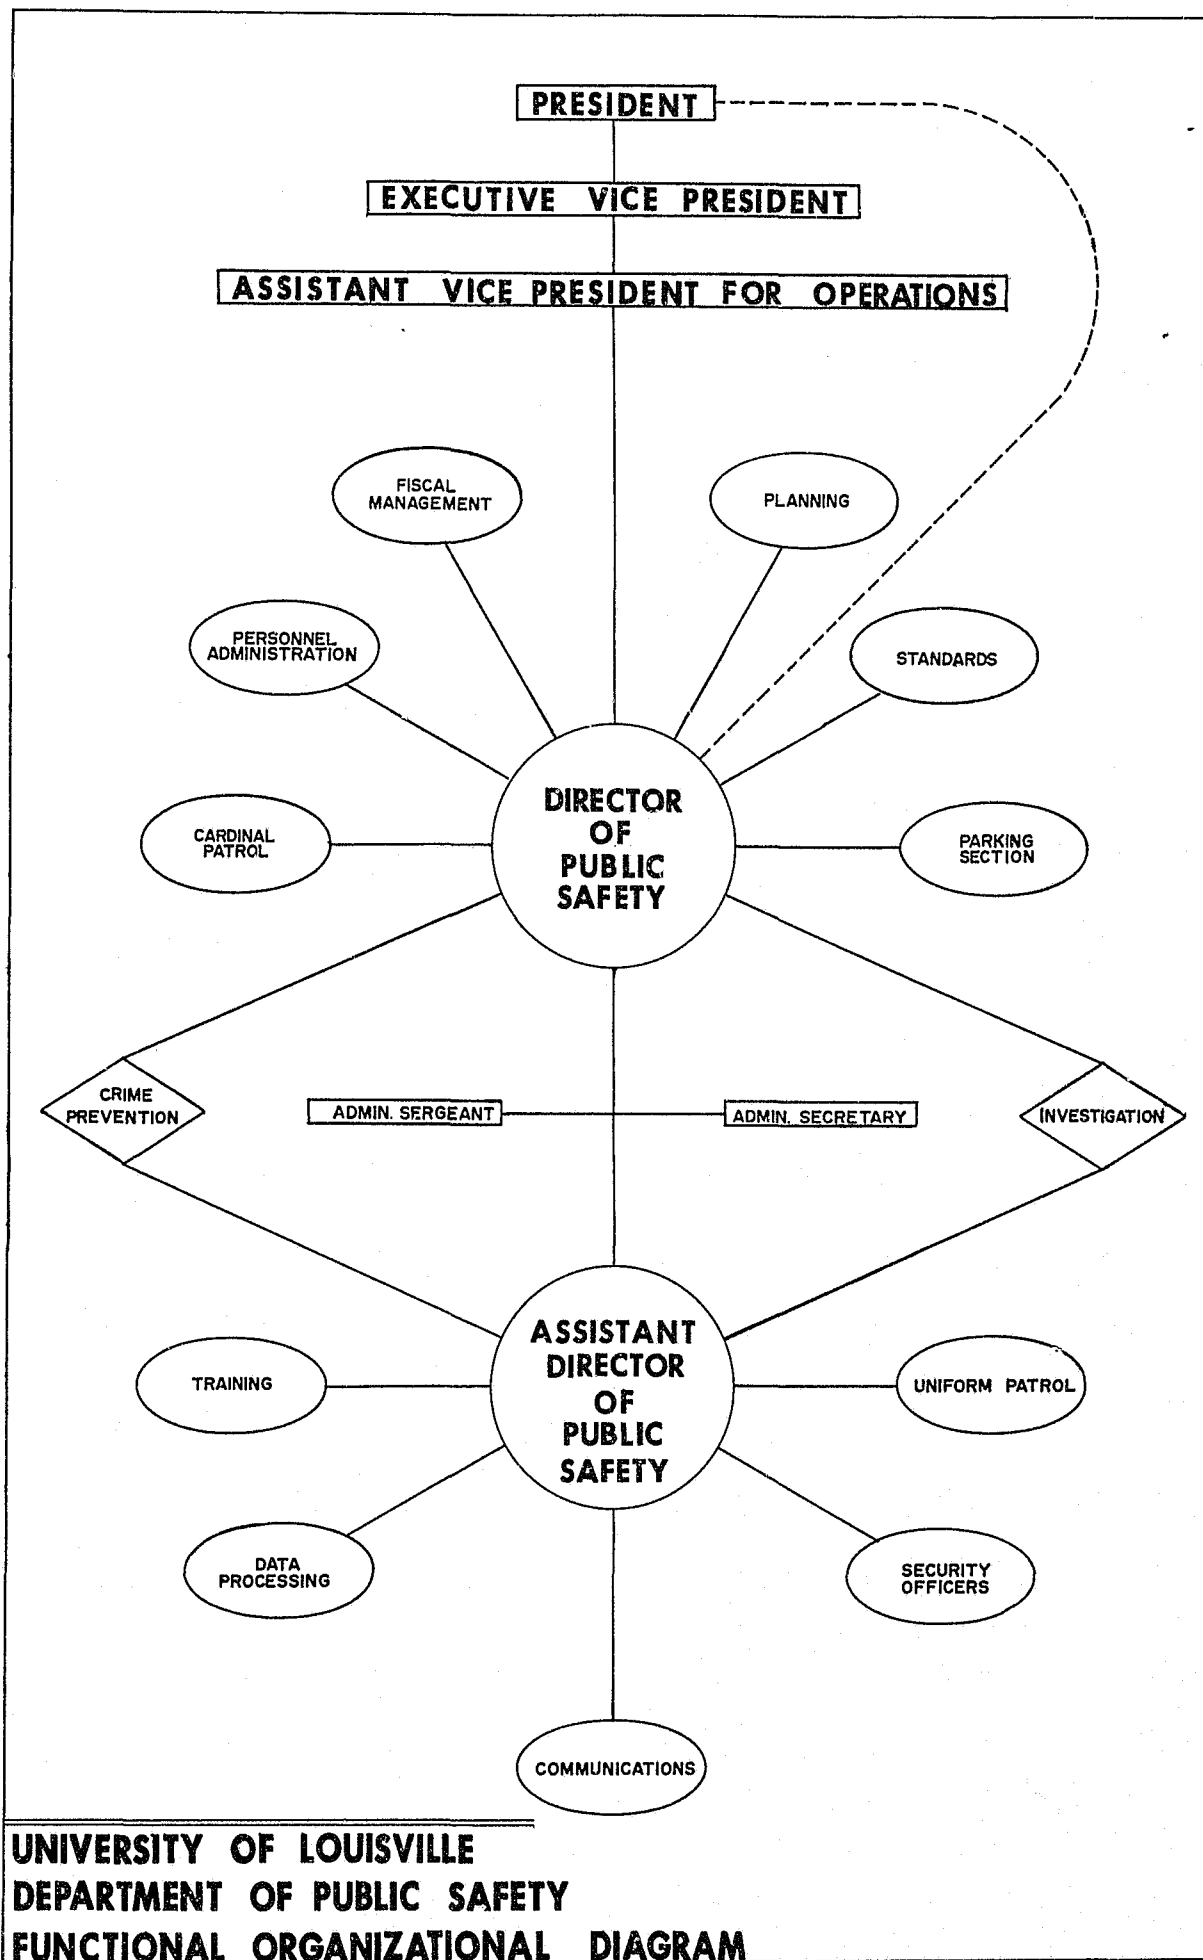 PRESIDENT
EXECUTIVE VICE PRESIDENT
ASSISTANT VICE PRESIDENT FOR OPERATIONS
FISCAL
MANAGEMENT
PLANNING
PERSONNEL
ADMINISTRATION
STANDARDS
CARDINAL
PATROL
DIRECTOR
OF
PUBLIC
SAFETY
PARKING
SECTION
CRIME
PREVENTION
ADMIN. SERGEANT
ADMIN. SECRETARY
INVESTIGATION
TRAINING
ASSISTANT
DIRECTOR
OF
PUBLIC
SAFETY
UNIFORM PATROL
DATA
PROCESSING
SECURITY
OFFICERS
COMMUNICATIONS
UNIVERSITY OF LOUISVILLE
DEPARTMENT OF PUBLIC SAFETY
FUNCTIONAL ORGANIZATIONAL DIAGRAM